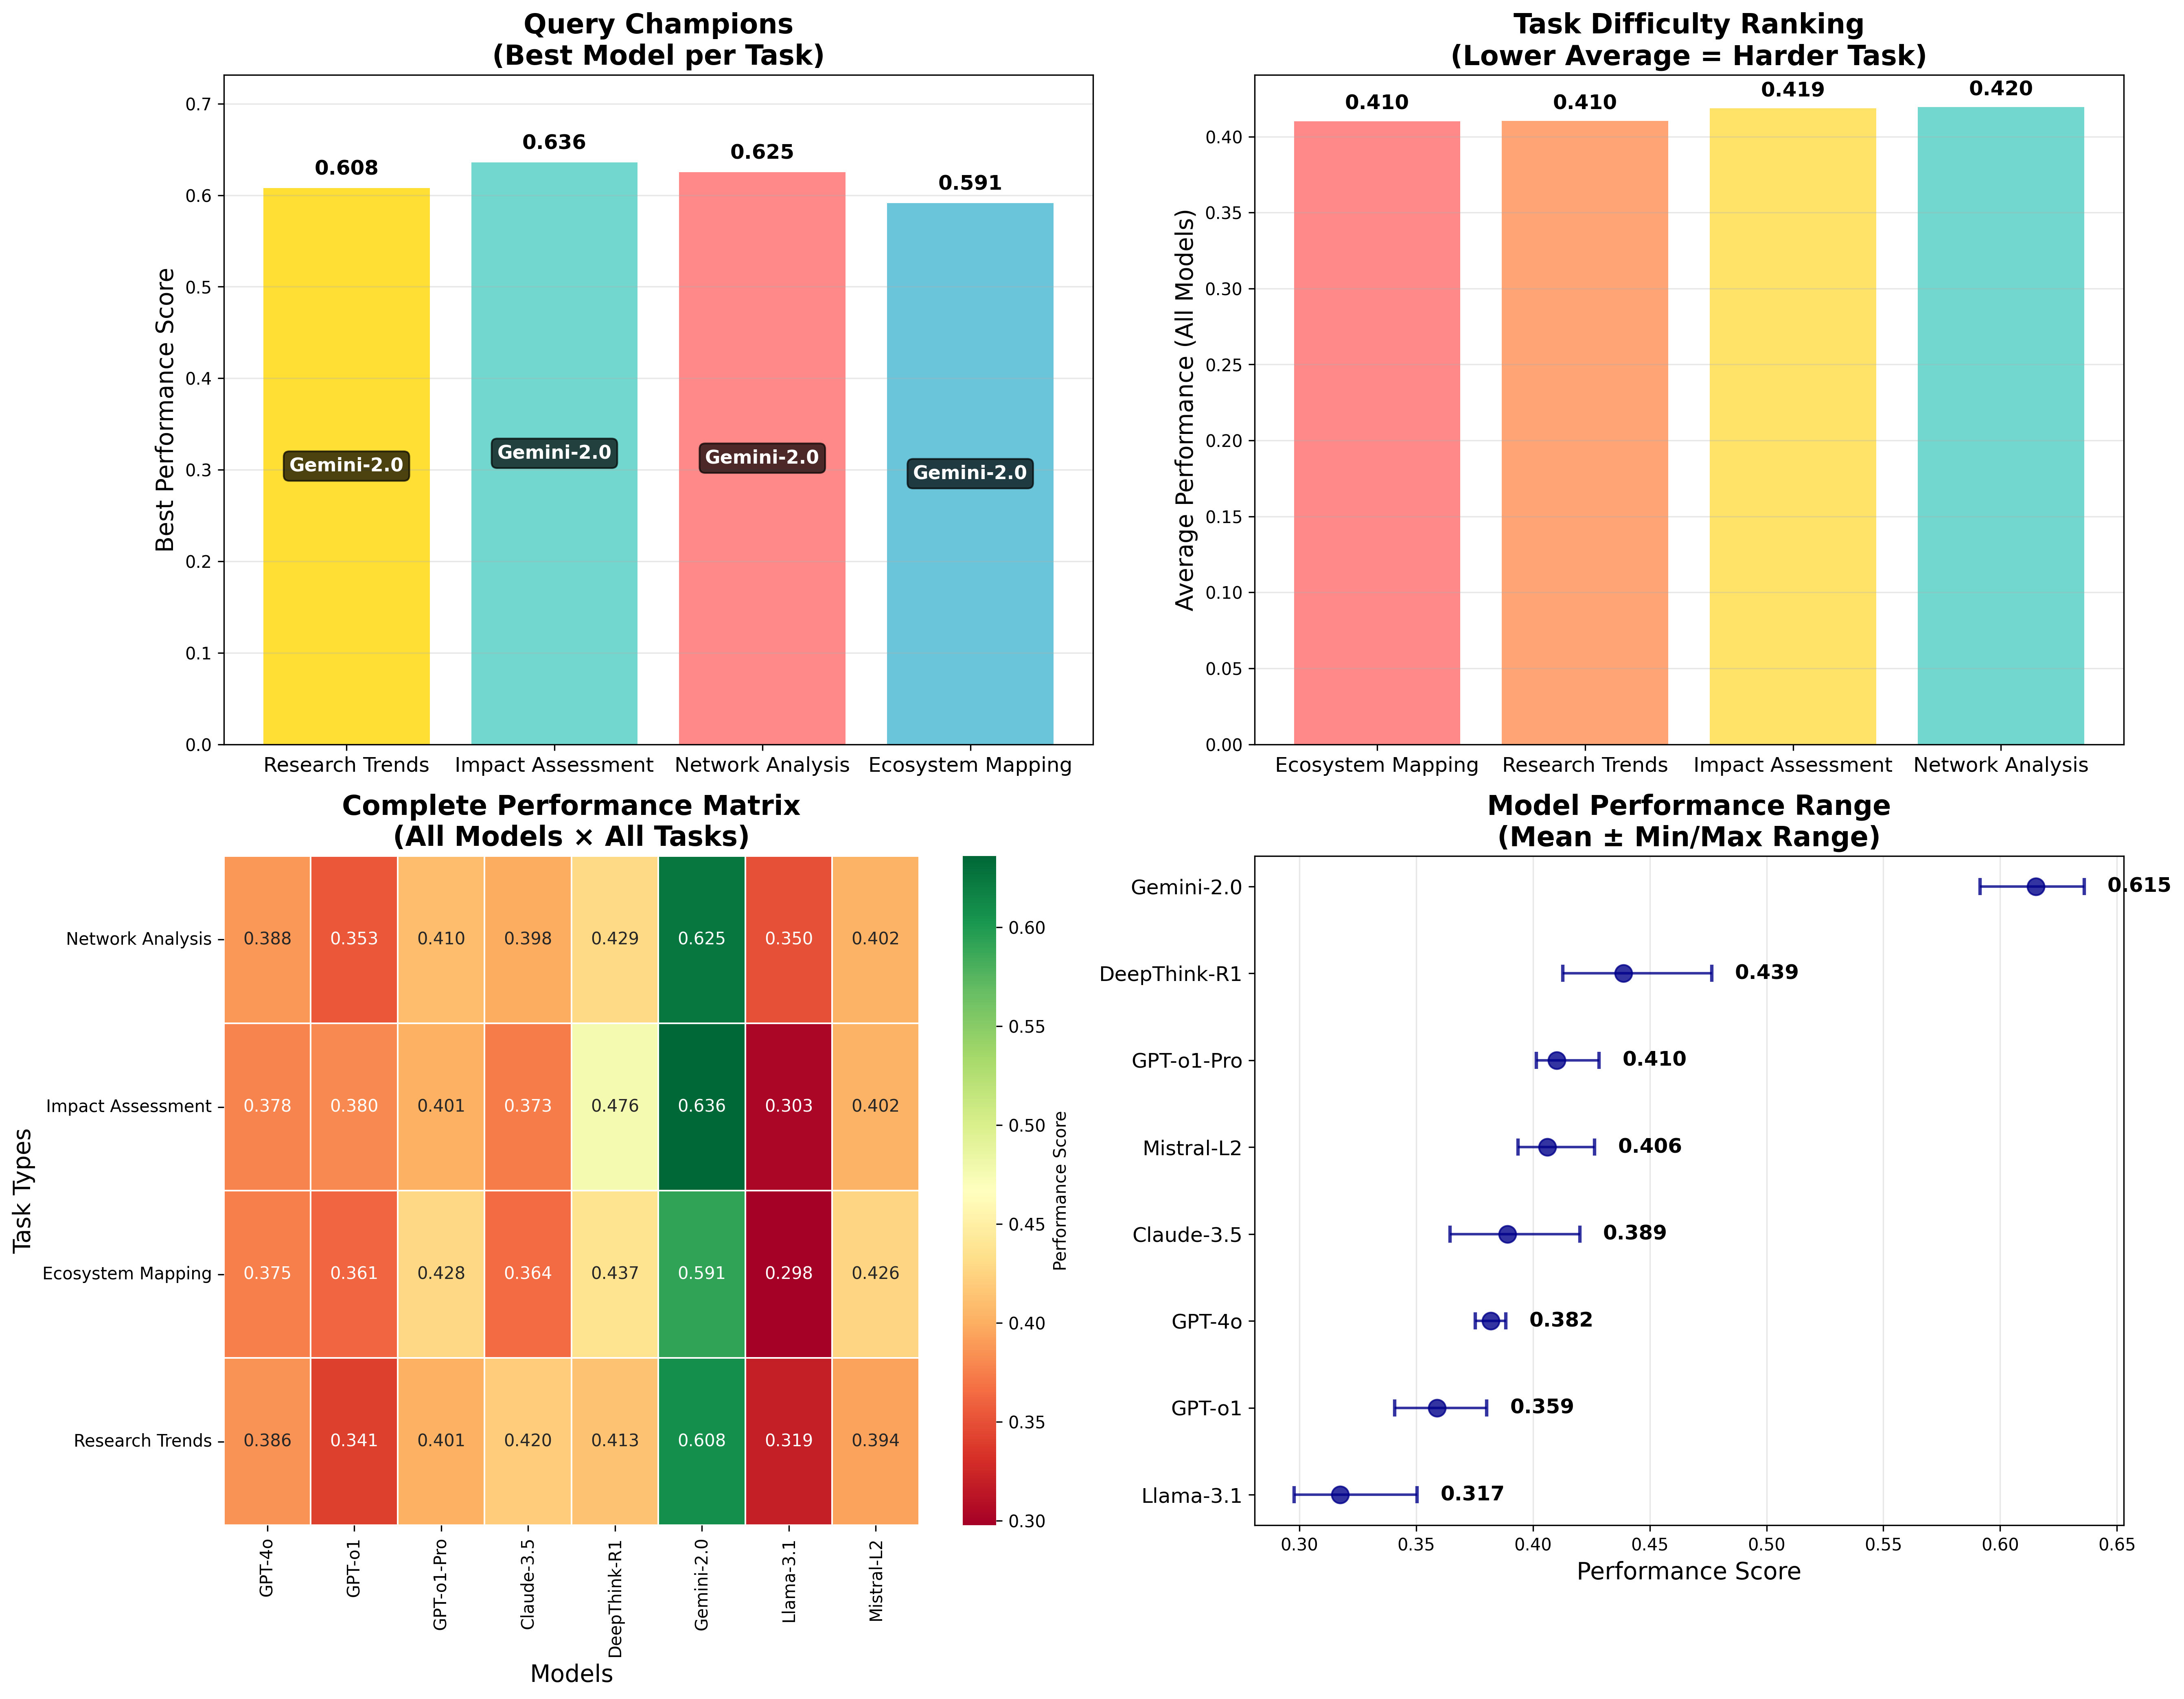 Query Champions
(Best Model per Task)
Best Performance Score
0.7
0.6
0.5
0.4
0.3
0.2
0.1
0.0
0.608
0.636
0.625
0.591
Gemini-2.0
Gemini-2.0
Gemini-2.0
Gemini-2.0
Research Trends
Impact Assessment
Network Analysis
Ecosystem Mapping
Task Difficulty Ranking
(Lower Average = Harder Task)
Average Performance (All Models)
0.40
0.35
0.30
0.25
0.20
0.15
0.10
0.05
0.00
0.410
0.410
0.419
0.420
Ecosystem Mapping
Research Trends
Impact Assessment
Network Analysis
Complete Performance Matrix
(All Models × All Tasks)
Task Types
Network Analysis 0.388 0.353 0.410 0.398 0.429 0.625 0.350 0.402
Impact Assessment 0.378 0.380 0.401 0.373 0.476 0.636 0.303 0.402
Ecosystem Mapping 0.375 0.361 0.428 0.364 0.437 0.591 0.298 0.426
Research Trends 0.386 0.341 0.401 0.420 0.413 0.608 0.319 0.394
GPT-4o
GPT-o1
GPT-o1-Pro
Claude-3.5
DeepThink-R1
Gemini-2.0
Llama-3.1
Mistral-L2
Models
0.60
0.55
0.50
0.45
0.40
0.35
0.30
Performance Score
Model Performance Range
(Mean ± Min/Max Range)
Gemini-2.0 0.615
DeepThink-R1 0.439
GPT-o1-Pro 0.410
Mistral-L2 0.406
Claude-3.5 0.389
GPT-4o 0.382
GPT-o1 0.359
Llama-3.1 0.317
0.30 0.35 0.40 0.45 0.50 0.55 0.60 0.65
Performance Score